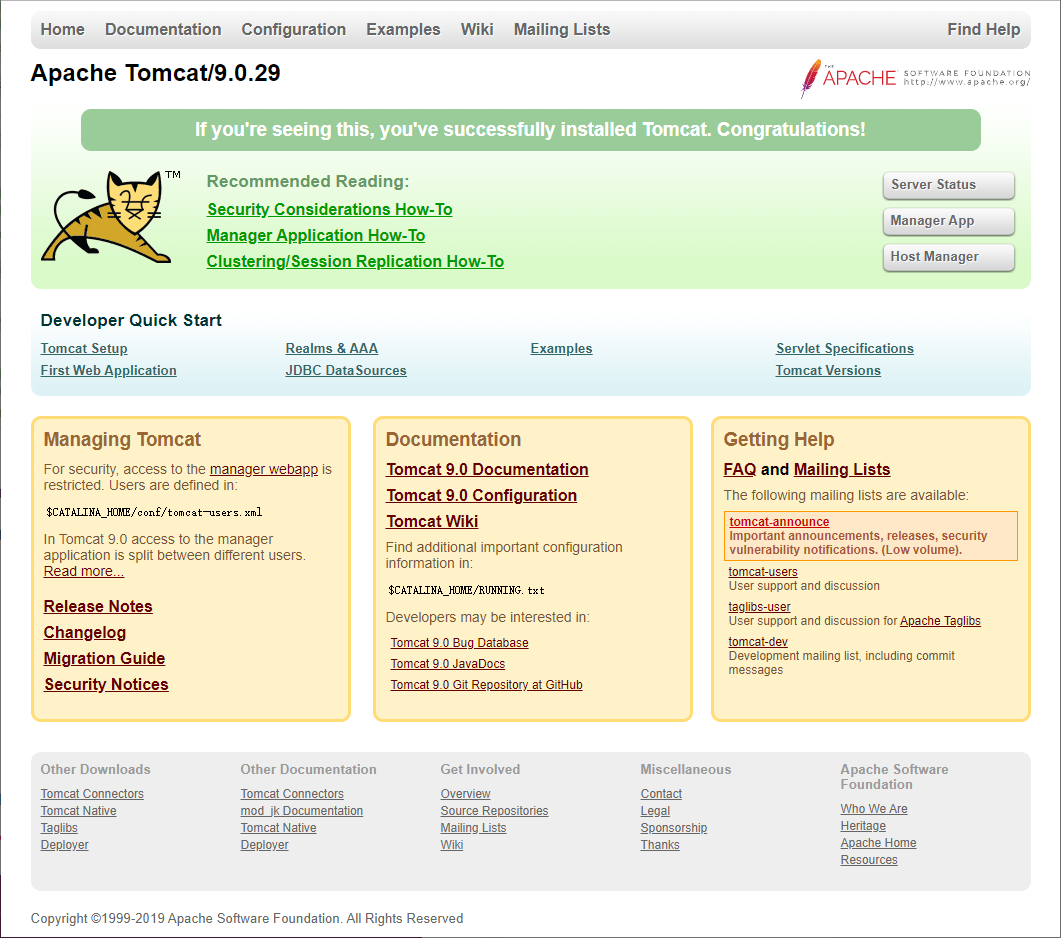 Home Documentation Configuration Examples Wiki Mailing Lists Find Help
Apache Tomcat/9.0.29
THE APACHE SOFTWARE FOUNDATION
http://www.apache.org/
If you're seeing this, you've successfully installed Tomcat. Congratulations!
TM
Recommended Reading:
Security Considerations How-To
Manager Application How-To
Clustering/Session Replication How-To
Server Status
Manager App
Host Manager
Developer Quick Start
Tomcat Setup
First Web Application
Realms & AAA
JDBC DataSources
Examples
Servlet Specifications
Tomcat Versions
Managing Tomcat
For security, access to the manager webapp is
restricted. Users are defined in:
$CATALINA_HOME/conf/tomcat-users.xml
In Tomcat 9.0 access to the manager
application is split between different users.
Read more...
Release Notes
Changelog
Migration Guide
Security Notices
Documentation
Tomcat 9.0 Documentation
Tomcat 9.0 Configuration
Tomcat Wiki
Find additional important configuration
information in:
$CATALINA_HOME/RUNNING.txt
Developers may be interested in:
Tomcat 9.0 Bug Database
Tomcat 9.0 JavaDocs
Tomcat 9.0 Git Repository at GitHub
Getting Help
FAQ and Mailing Lists
The following mailing lists are available:
tomcat-announce
Important announcements, releases, security
vulnerability notifications. (Low volume).
tomcat-users
User support and discussion
taglibs-user
User support and discussion for Apache Taglibs
tomcat-dev
Development mailing list, including commit
messages
Other Downloads
Tomcat Connectors
Tomcat Native
Taglibs
Deployer
Other Documentation
Tomcat Connectors
mod_jk Documentation
Tomcat Native
Deployer
Get Involved
Overview
Source Repositories
Mailing Lists
Wiki
Miscellaneous
Contact
Legal
Sponsorship
Thanks
Apache Software
Foundation
Who We Are
Heritage
Apache Home
Resources
Copyright ©1999-2019 Apache Software Foundation. All Rights Reserved